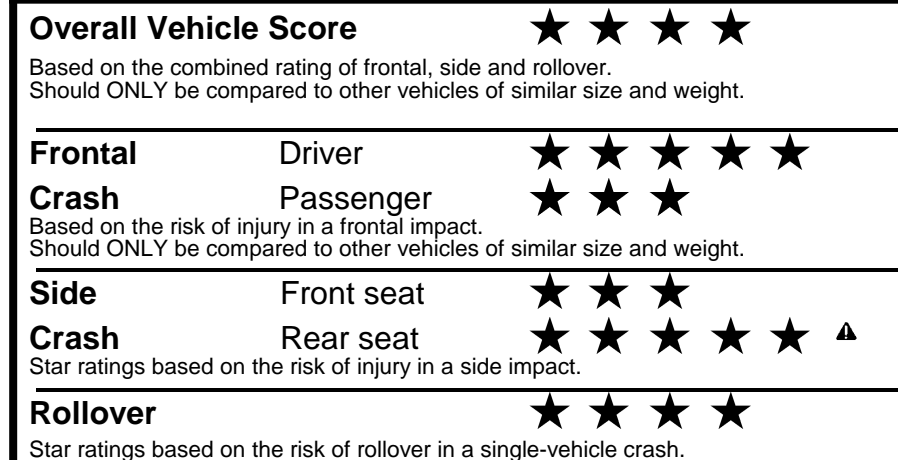 Overall Vehicle Score ★ ★ ★ ★
Based on the combined rating of frontal, side and rollover.
Should ONLY be compared to other vehicles of similar size and weight.
Frontal Driver ★ ★ ★ ★ ★
Crash Passenger ★ ★ ★
Based on the risk of injury in a frontal impact.
Should ONLY be compared to other vehicles of similar size and weight.
Side Front seat ★ ★ ★
Crash Rear seat ★ ★ ★ ★ ★ ⚠
Star ratings based on the risk of injury in a side impact.
Rollover ★ ★ ★ ★
Star ratings based on the risk of rollover in a single-vehicle crash.